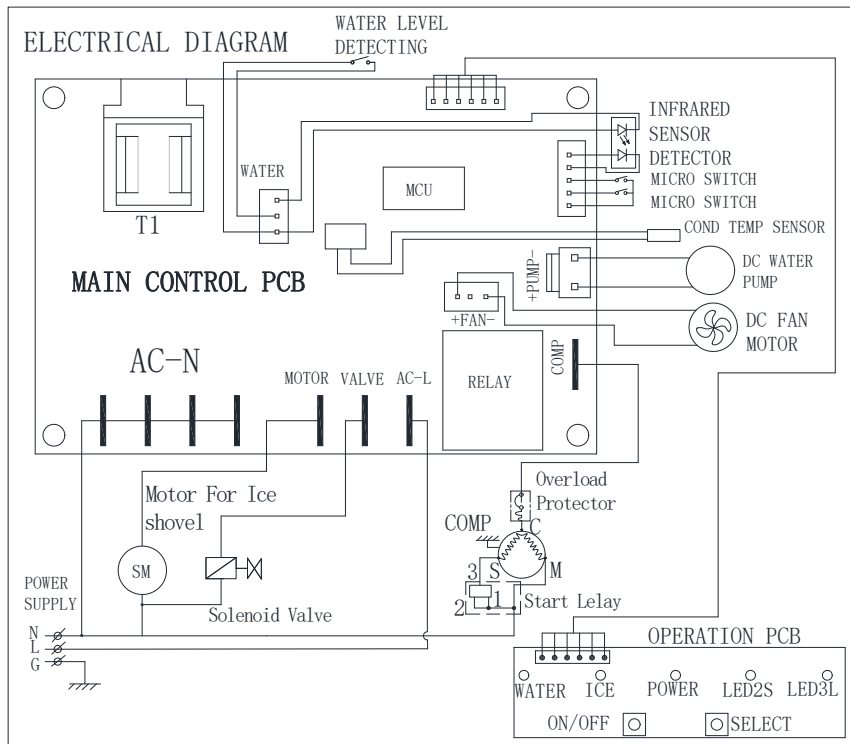 ELECTRICAL DIAGRAM
WATER LEVEL
DETECTING
INFRARED
SENSOR
DETECTOR
MICRO SWITCH
MICRO SWITCH
COND TEMP SENSOR
WATER
MCU
T1
MAIN CONTROL PCB
+PUMP-
DC WATER
PUMP
+FAN-
DC FAN
MOTOR
AC-N
MOTOR
VALVE
AC-L
RELAY
COMP
Motor For Ice
shovel
Overload
Protector
COMP
C
SM
3
S
M
2
1
Start Lelay
Solenoid Valve
POWER
SUPPLY
N
L
G
OPERATION PCB
WATER
ICE
POWER
LED2S
LED3L
ON/OFF
SELECT